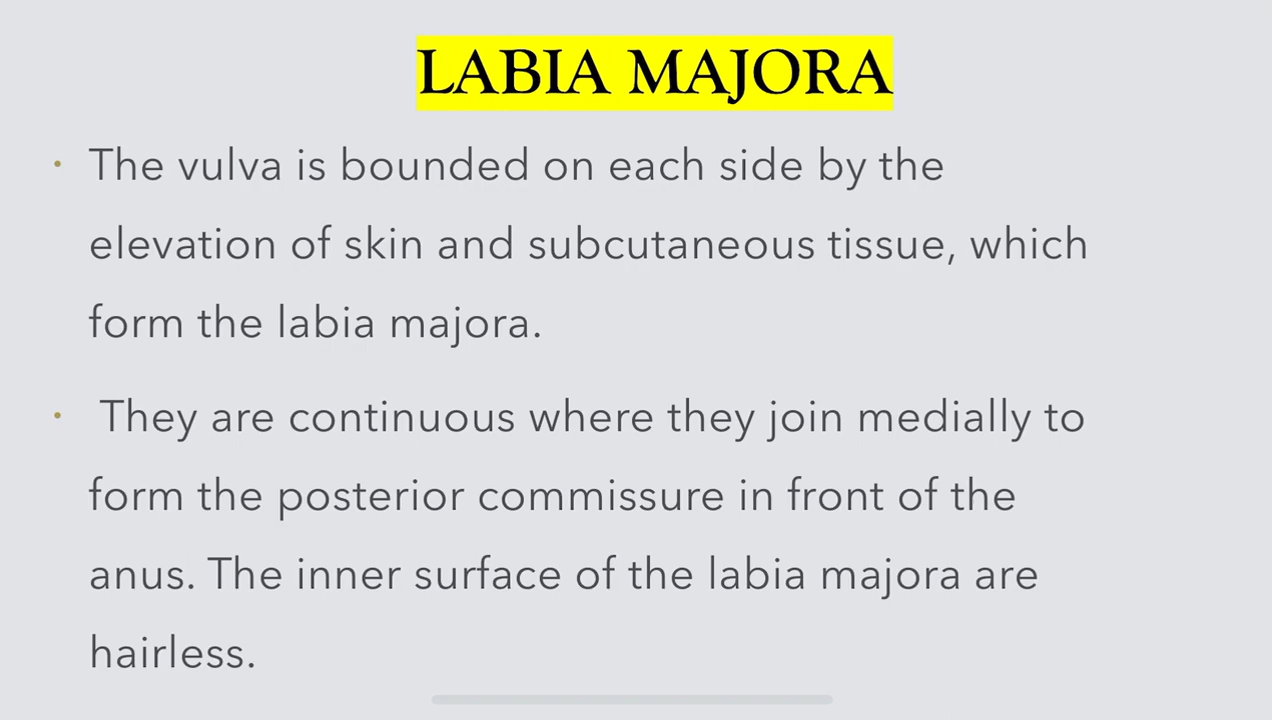 LABIA MAJORA
• The vulva is bounded on each side by the
elevation of skin and subcutaneous tissue, which
form the labia majora.
• They are continuous where they join medially to
form the posterior commissure in front of the
anus. The inner surface of the labia majora are
hairless.